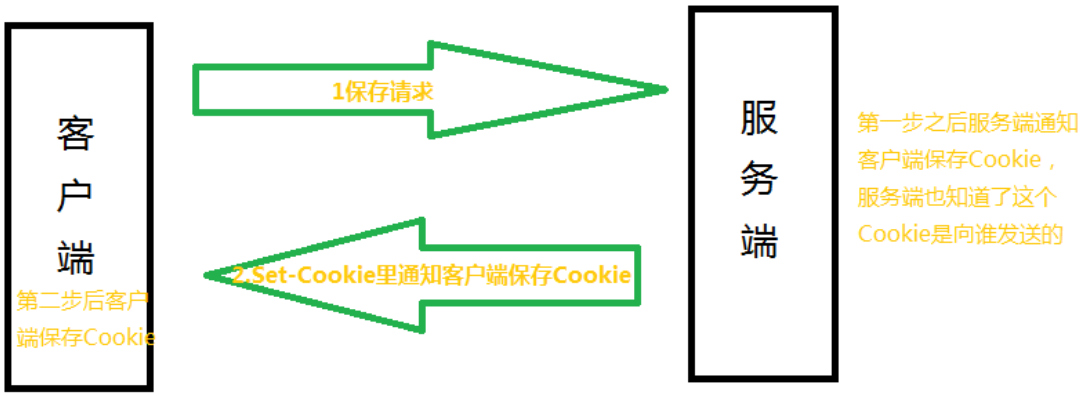 客户端
第二步后客户
端保存Cookie
1保存请求
2.Set-Cookie里通知客户端保存Cookie
服务端
第一步之后服务端通知
客户端保存Cookie，
服务端也知道了这个
Cookie是向谁发送的